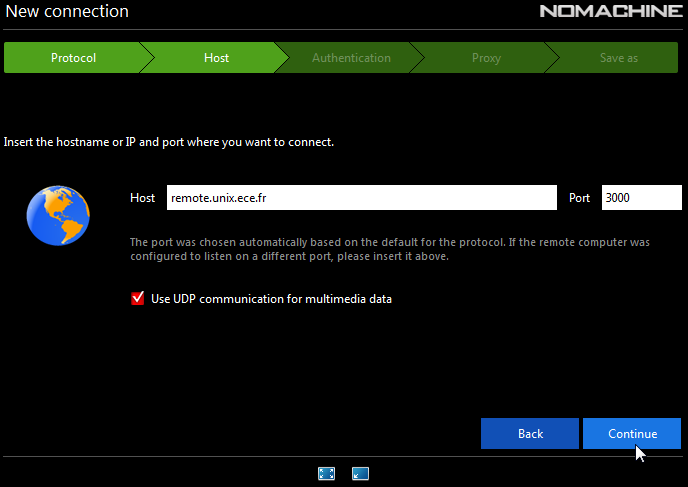 New connection
NOMACHINE
Protocol
Host
Authentication
Proxy
Save as
Insert the hostname or IP and port where you want to connect.
Host remote.unix.ece.fr Port 3000
The port was chosen automatically based on the default for the protocol. If the remote computer was
configured to listen on a different port, please insert it above.
Use UDP communication for multimedia data
Back
Continue